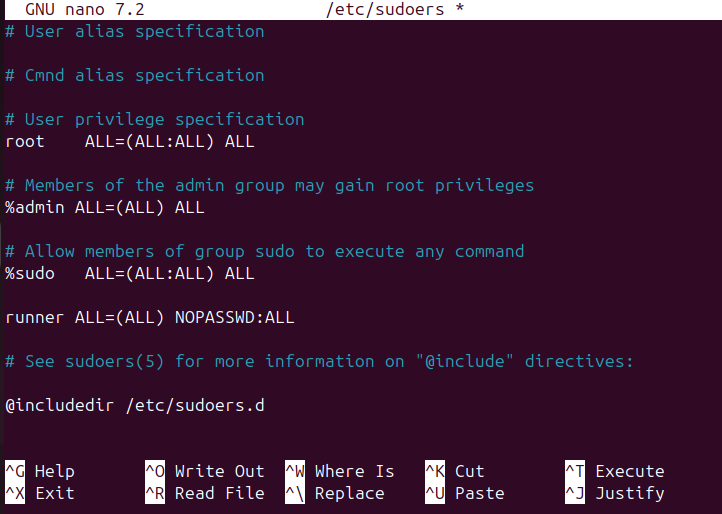 GNU nano 7.2 /etc/sudoers *
# User alias specification
# Cmnd alias specification
# User privilege specification
root ALL=(ALL:ALL) ALL
# Members of the admin group may gain root privileges
%admin ALL=(ALL) ALL
# Allow members of group sudo to execute any command
%sudo ALL=(ALL:ALL) ALL
runner ALL=(ALL) NOPASSWD:ALL
# See sudoers(5) for more information on "@include" directives:
@includedir /etc/sudoers.d
^G Help ^O Write Out ^W Where Is ^K Cut ^T Execute
^X Exit ^R Read File ^\ Replace ^U Paste ^J Justify